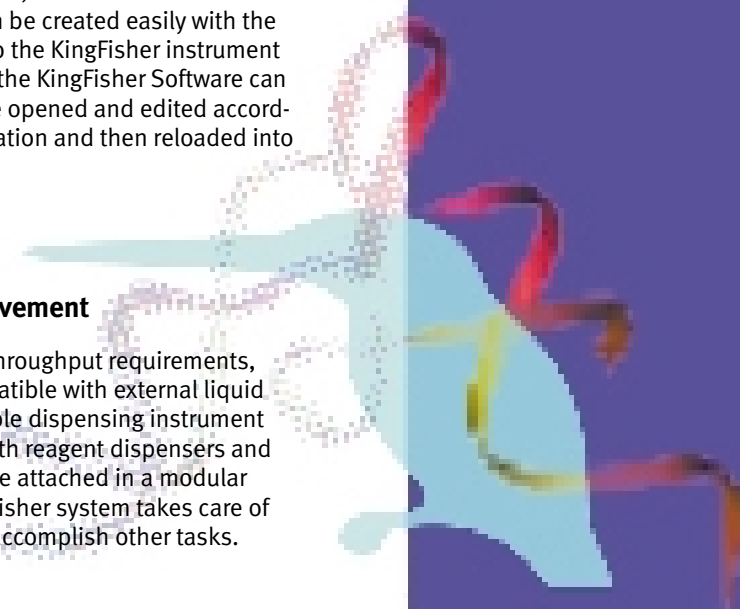 n be created easily with the
o the KingFisher instrument
the KingFisher Software can
e opened and edited accord-
ation and then reloaded into
vement
hroughput requirements,
atible with external liquid
ple dispensing instrument
th reagent dispensers and
e attached in a modular
isher system takes care of
accomplish other tasks.